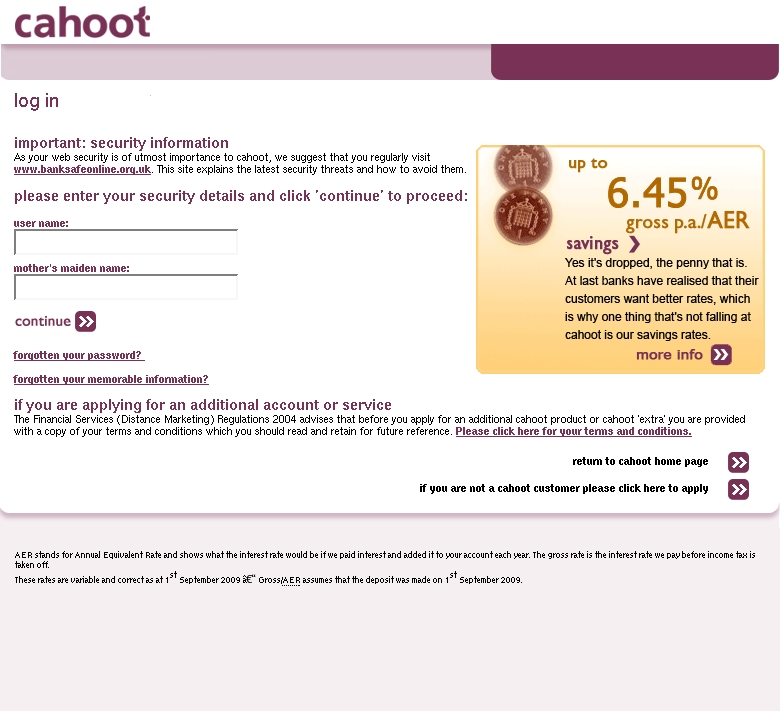 cahoot
log in
important: security information
As your web security is of utmost importance to cahoot, we suggest that you regularly visit
www.banksafeonline.org.uk. This site explains the latest security threats and how to avoid them.
please enter your security details and click 'continue' to proceed:
user name:
mother's maiden name:
continue
forgotten your password?
forgotten your memorable information?
up to
6.45%
gross p.a./AER
savings
Yes it's dropped, the penny that is.
At last banks have realised that their
customers want better rates, which
is why one thing that's not falling at
cahoot is our savings rates.
more info
if you are applying for an additional account or service
The Financial Services (Distance Marketing) Regulations 2004 advises that before you apply for an additional cahoot product or cahoot 'extra' you are provided
with a copy of your terms and conditions which you should read and retain for future reference. Please click here for your terms and conditions.
return to cahoot home page
if you are not a cahoot customer please click here to apply
AER stands for Annual Equivalent Rate and shows what the interest rate would be if we paid interest and added it to your account each year. The gross rate is the interest rate we pay before income tax is
taken off.
These rates are variable and correct as at 1st September 2009 â€“ Gross/AER assumes that the deposit was made on 1st September 2009.